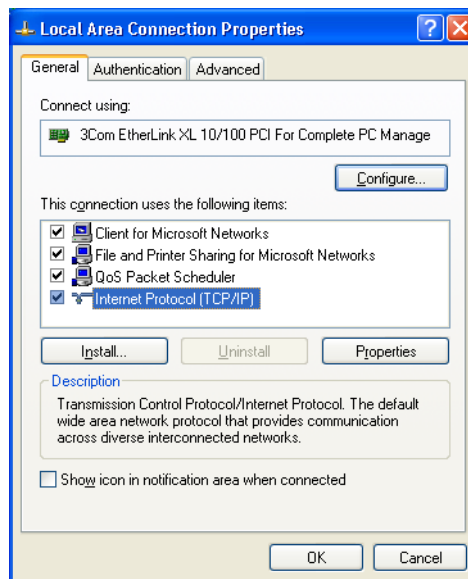 Local Area Connection Properties
General Authentication Advanced
Connect using:
3Com EtherLink XL 10/100 PCI For Complete PC Manage
Configure...
This connection uses the following items:
Client for Microsoft Networks
File and Printer Sharing for Microsoft Networks
QoS Packet Scheduler
Internet Protocol (TCP/IP)
Install... Uninstall Properties
Description
Transmission Control Protocol/Internet Protocol. The default
wide area network protocol that provides communication
across diverse interconnected networks.
Show icon in notification area when connected
OK Cancel